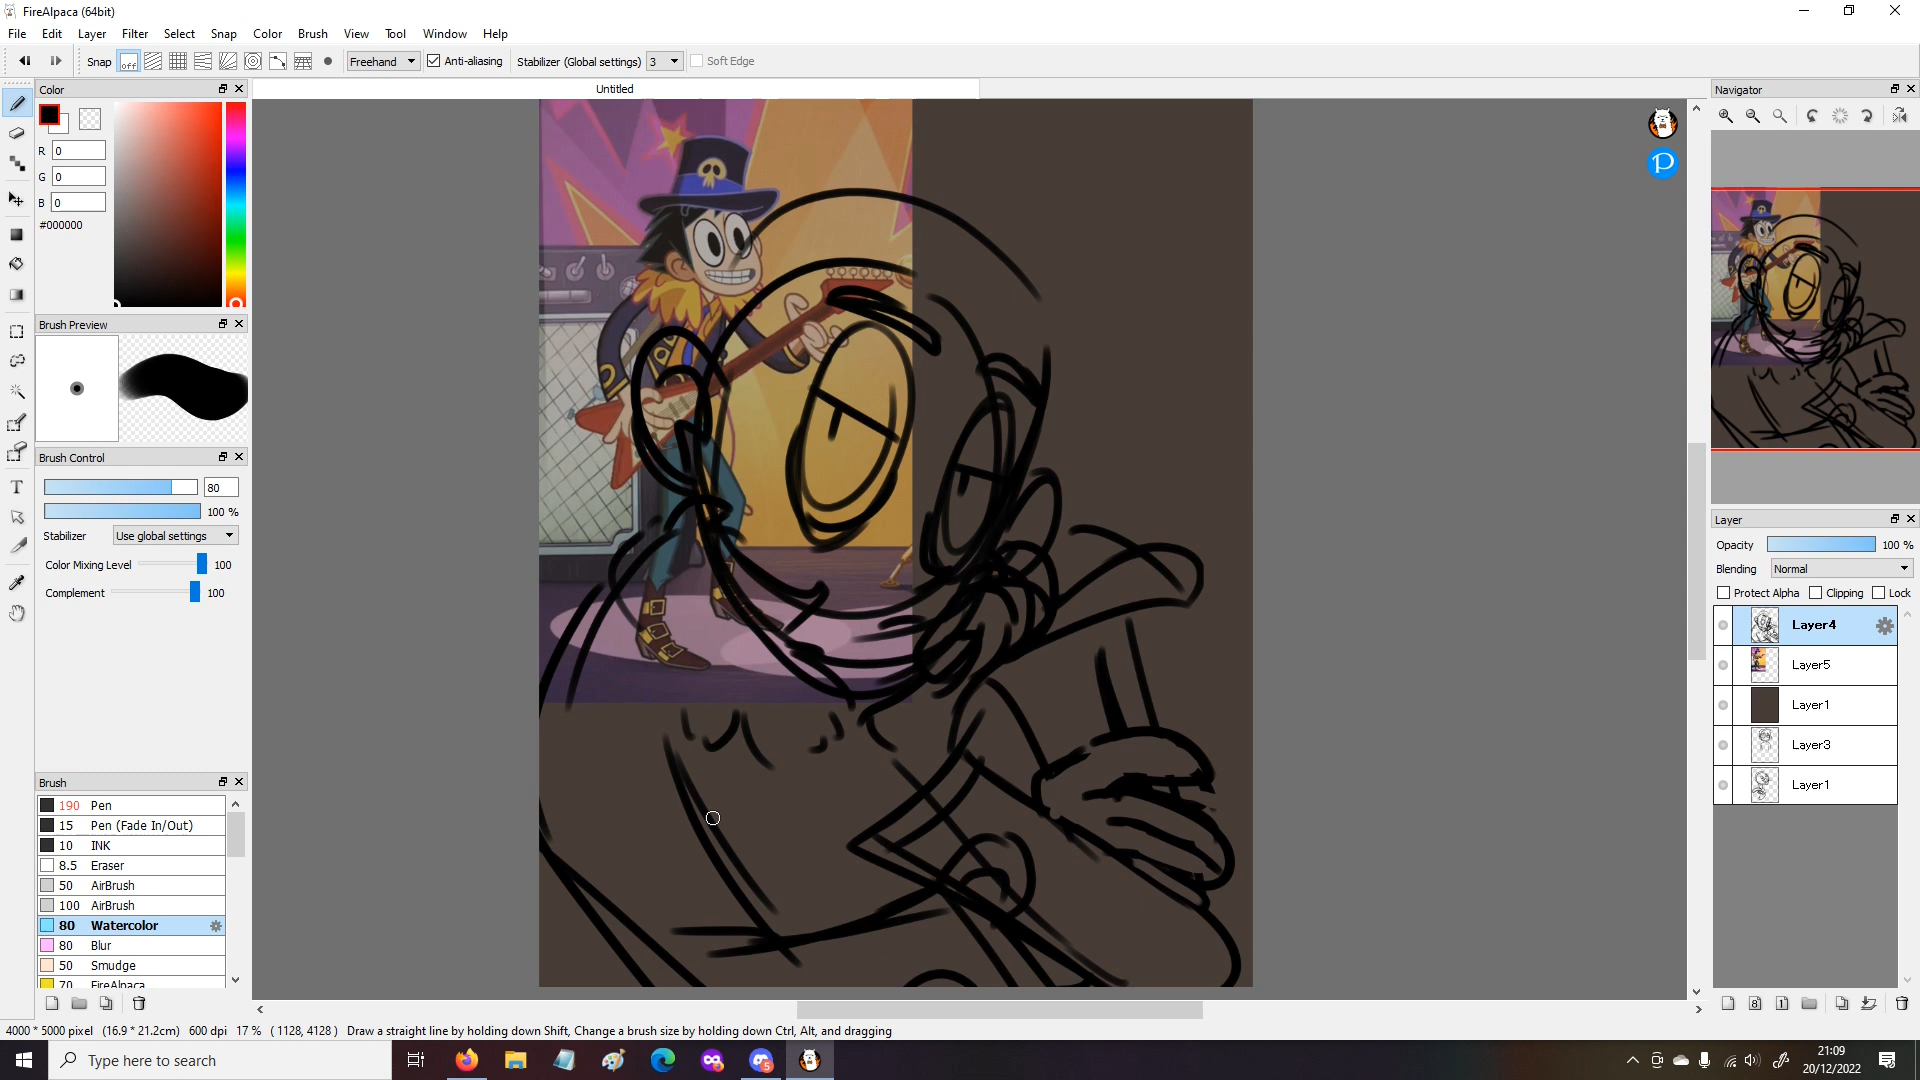 FireAlpaca (64bit)
File Edit Layer Filter Select Snap Color Brush View Tool Window Help
Snap off Freehand Anti-aliasing Stabilizer (Global settings) 3 Soft Edge
Color
Untitled
Navigator
R 0
G 0
B 0
#000000
P
Brush Preview
Brush Control
80
100 %
Stabilizer Use global settings
Color Mixing Level 100
Complement 100
Layer
Opacity 100 %
Blending Normal
Protect Alpha Clipping Lock
Layer4
Layer5
Layer1
Layer3
Layer1
Brush
190 Pen
15 Pen (Fade In/Out)
10 INK
8.5 Eraser
50 AirBrush
100 AirBrush
80 Watercolor
80 Blur
50 Smudge
70 FireAlpaca
T
8 1
4000 * 5000 pixel (16.9 * 21.2cm) 600 dpi 17 % ( 1128, 4128 ) Draw a straight line by holding down Shift, Change a brush size by holding down Ctrl, Alt, and dragging
Type here to search
5
21:09
20/12/2022